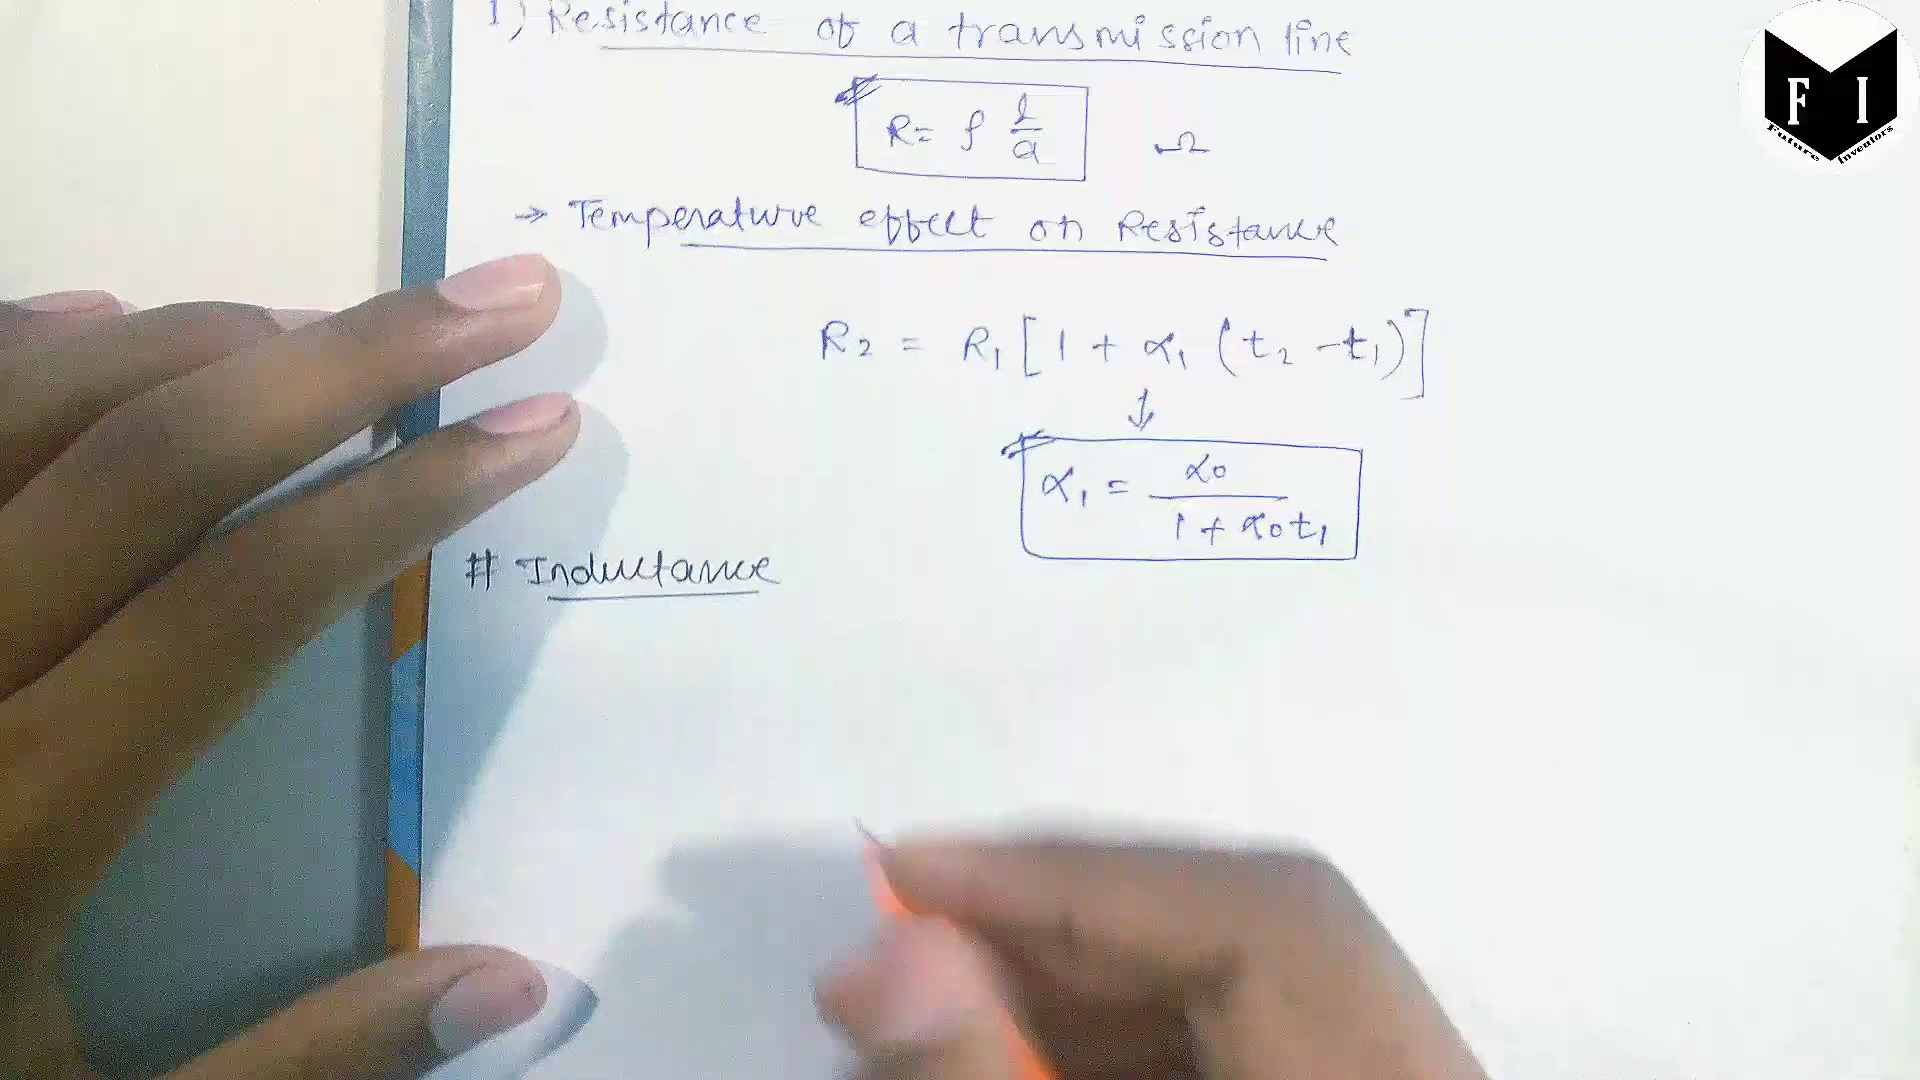 1) Resistance of a transmission line
R = ρ l/a Ω
→ Temperature effect on Resistance
R₂ = R₁ [1 + α₁ (t₂ - t₁)]
↓
α₁ = α₀ / 1 + α₀t₁
# Inductance
F I
Future Inventors